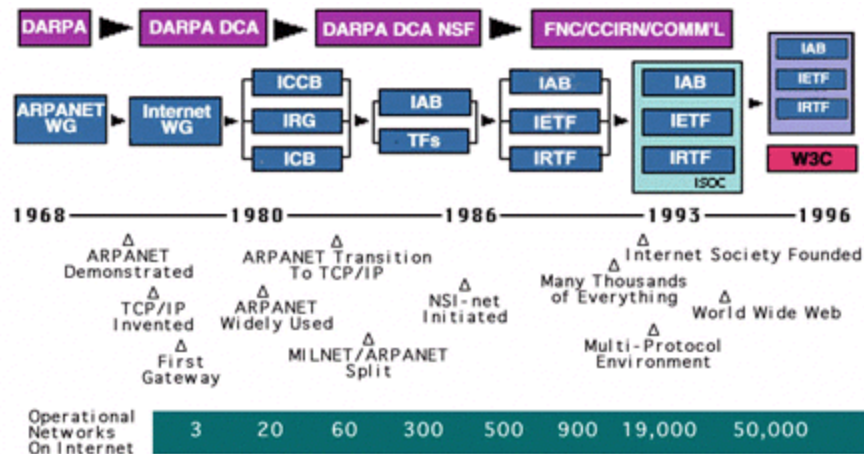 DARPA
DARPA DCA
DARPA DCA NSF
FNC/CCIRN/COMM'L
ARPANET
WG
Internet
WG
ICCB
IRG
ICB
IAB
TFs
IAB
IETF
IRTF
IAB
IETF
IRTF
ISOC
IAB
IETF
IRTF
W3C
1968
1980
1986
1993
1996
ARPANET
Demonstrated
TCP/IP
Invented
First
Gateway
ARPANET
Widely Used
ARPANET Transition
To TCP/IP
MILNET/ARPANET
Split
NSI-net
Initiated
Internet Society Founded
Many Thousands
of Everything
World Wide Web
Multi-Protocol
Environment
Operational
Networks
On Internet
3 20 60 300 500 900 19,000 50,000